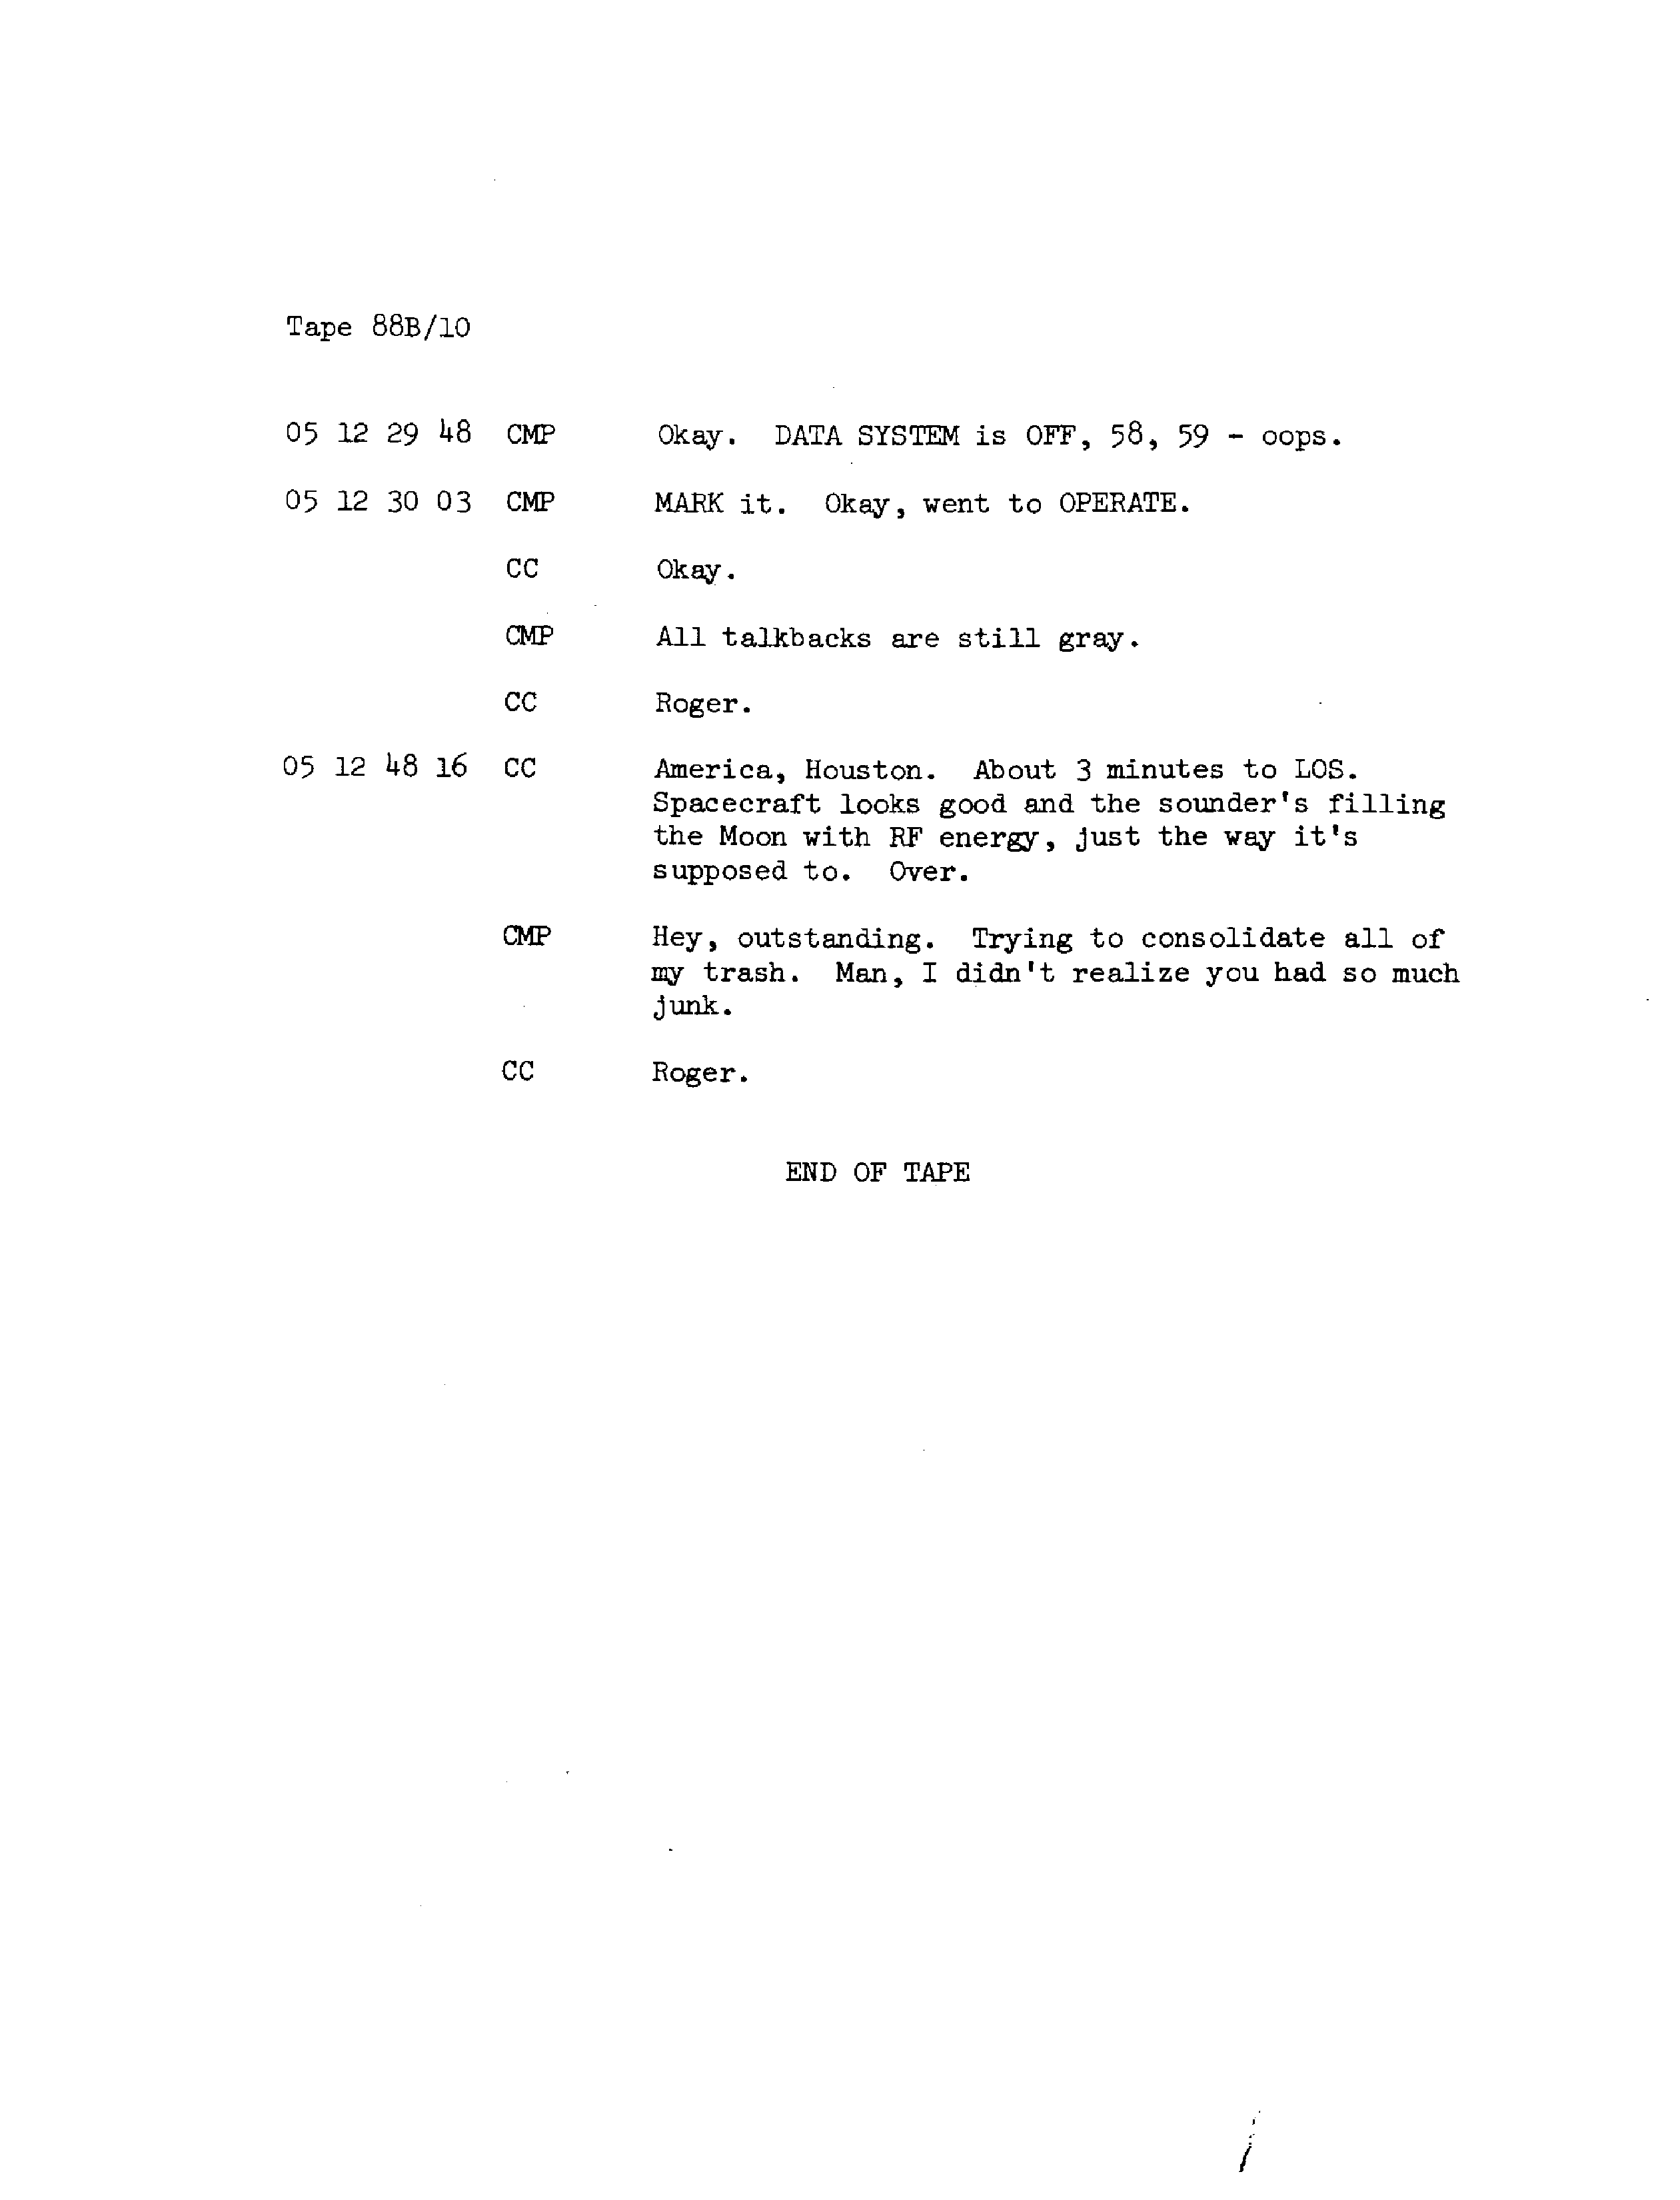 Tape 88B/10
05 12 29 48 CMP Okay. DATA SYSTEM is OFF, 58, 59 - oops.
05 12 30 03 CMP MARK it. Okay, went to OPERATE.
CC Okay.
CMP All talkbacks are still gray.
CC Roger.
05 12 48 16 CC America, Houston. About 3 minutes to LOS.
Spacecraft looks good and the sounder's filling
the Moon with RF energy, just the way it's
supposed to. Over.
CMP Hey, outstanding. Trying to consolidate all of
my trash. Man, I didn't realize you had so much
junk.
CC Roger.
END OF TAPE